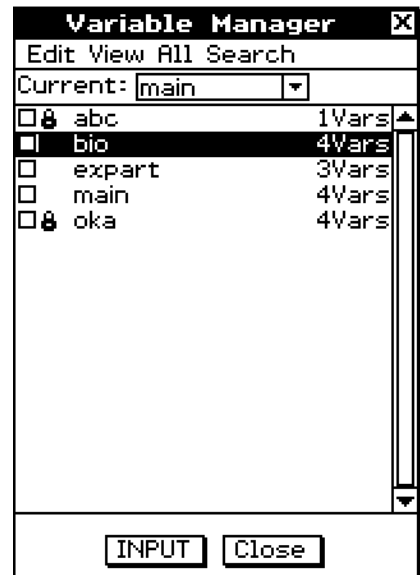 Variable Manager
Edit View All Search
Current: main
abc 1Vars
bio 4Vars
expart 3Vars
main 4Vars
oka 4Vars
INPUT Close